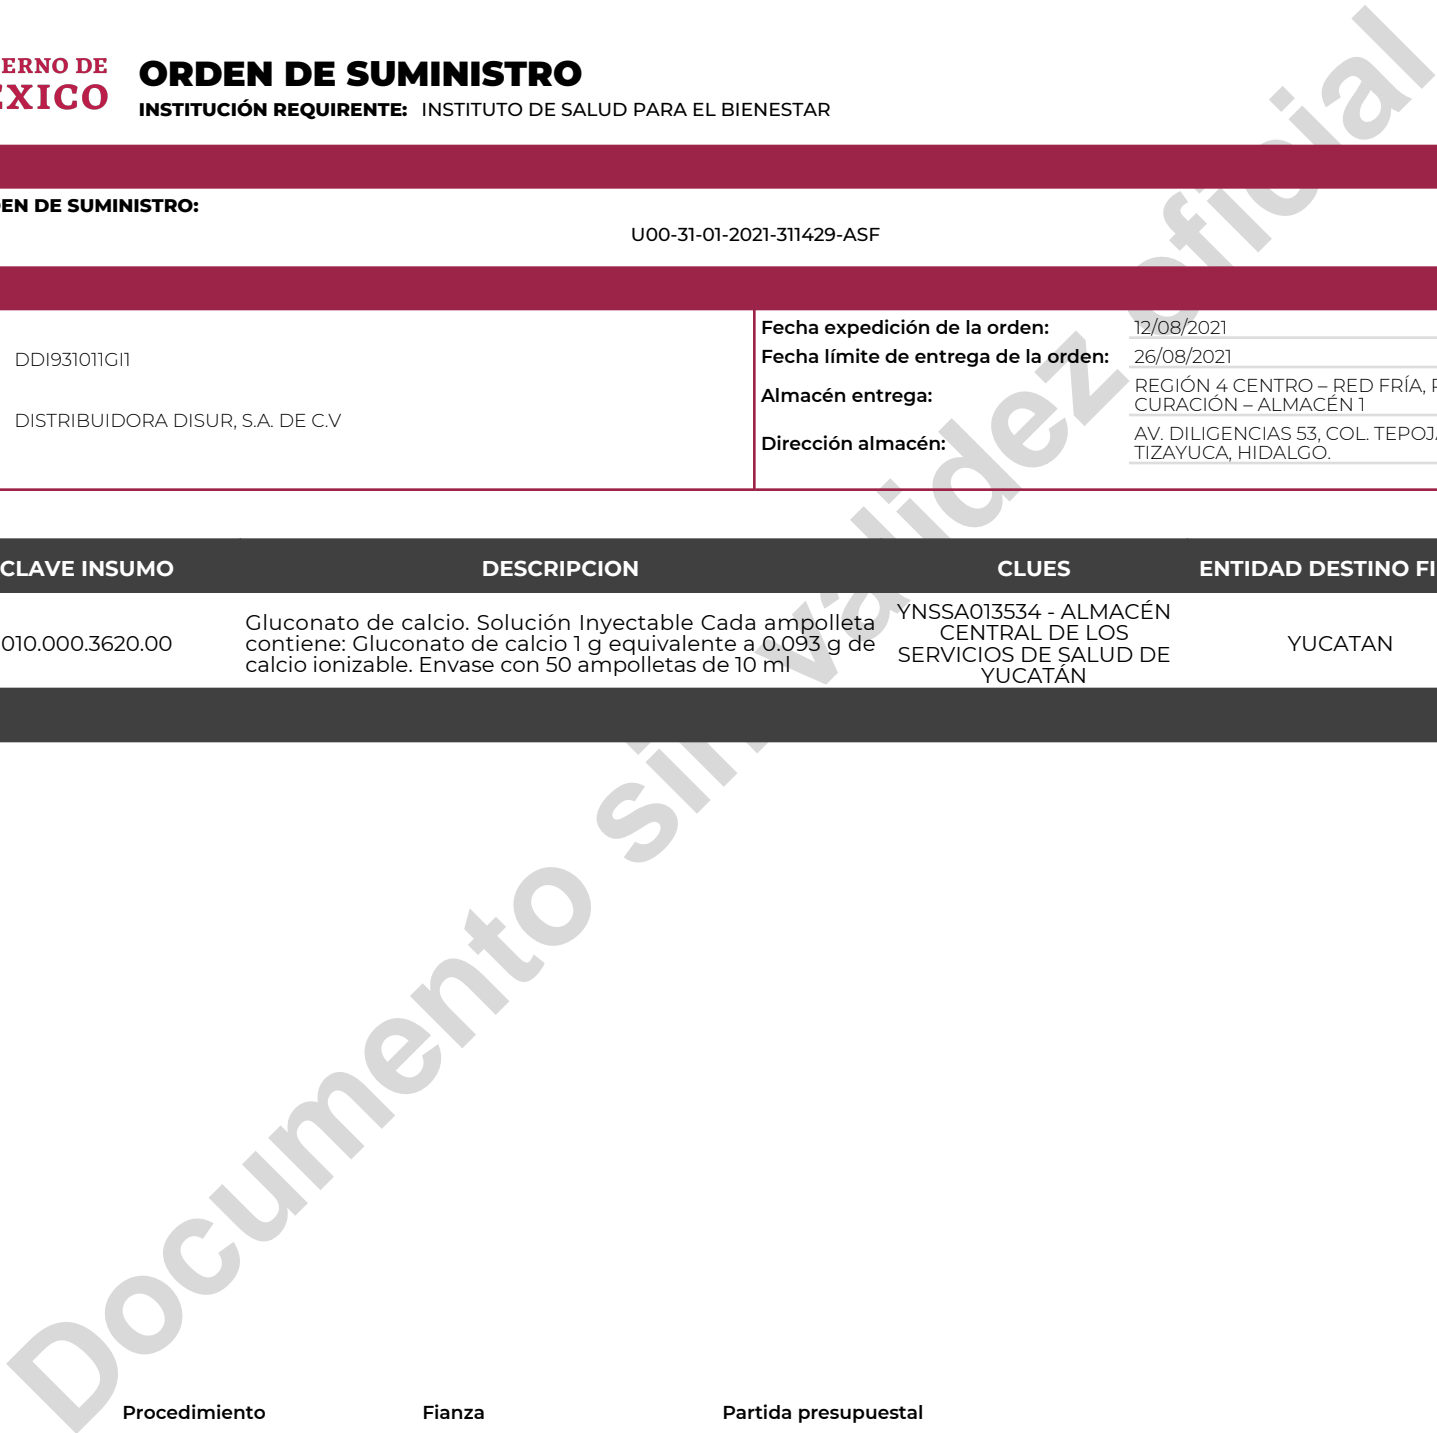 ERNO DE
ÉXICO
ORDEN DE SUMINISTRO
INSTITUCIÓN REQUIRENTE: INSTITUTO DE SALUD PARA EL BIENESTAR
EN DE SUMINISTRO:
U00-31-01-2021-311429-ASF
DDI931011GI1
DISTRIBUIDORA DISUR, S.A. DE C.V
Fecha expedición de la orden: 12/08/2021
Fecha límite de entrega de la orden: 26/08/2021
Almacén entrega: REGIÓN 4 CENTRO – RED FRÍA,
CURACIÓN – ALMACÉN 1
Dirección almacén: AV. DILIGENCIAS 53, COL. TEPOJA
TIZAYUCA, HIDALGO.
CLAVE INSUMO DESCRIPCION CLUES ENTIDAD DESTINO FI
010.000.3620.00
Gluconato de calcio. Solución Inyectable Cada ampolleta
contiene: Gluconato de calcio 1 g equivalente a 0.093 g de
calcio ionizable. Envase con 50 ampolletas de 10 ml
YNSSA013534 - ALMACÉN
CENTRAL DE LOS
SERVICIOS DE SALUD DE
YUCATÁN
YUCATAN
Documento sin validez oficial
Procedimiento Fianza Partida presupuestal